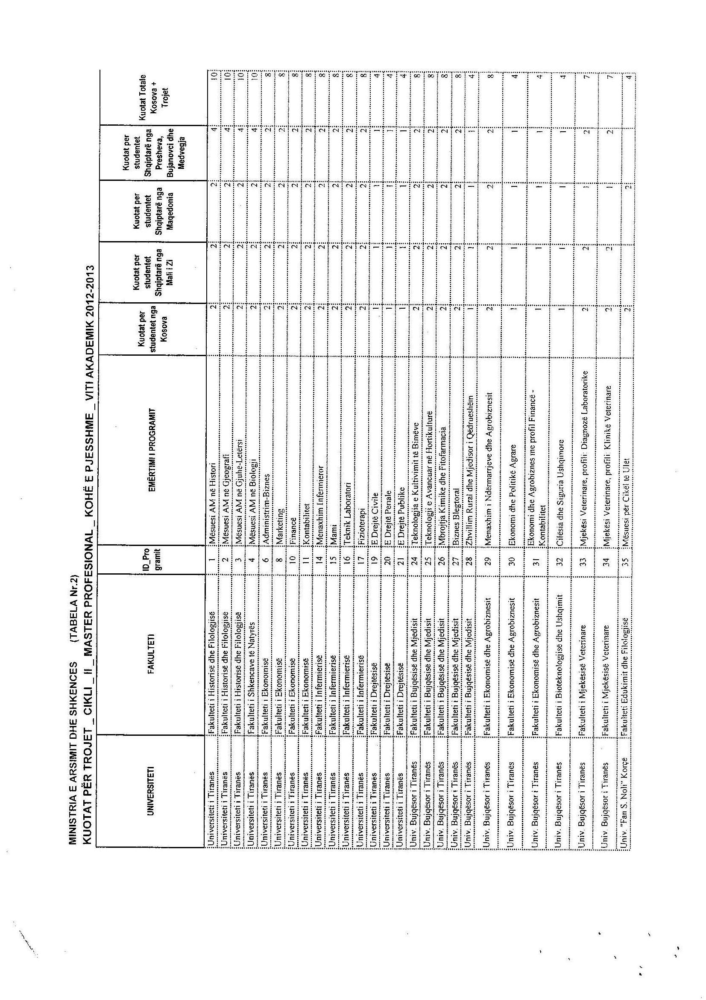 MINISTRIA E ARSIMIT DHE SHKENCES (TABELA Nr.2)
KUOTAT PËR TROJET _ CIKLI_ II_ MASTER PROFESIONAL _ KOHË E PJESSHME _ VITI AKADEMIK 2012-2013
UNIVERSITETI FAKULTETI ID_Programit EMËRTIMI I PROGRAMIT Kuotat per studentet nga Kosova Kuotat per studentet Shqiptarë nga Mali i Zi Kuotat per studentet Shqiptarë nga Maqedonia Kuotat per studentet Shqiptarë nga Presheva, Bujanovci dhe Medvegja Kuotat Totale Kosova + Trojet
Universiteti i Tiranës Fakulteti i Historisë dhe Filologjisë 1 Mësuesi AM në Histori 2 2 2 4 10
Universiteti i Tiranës Fakulteti i Historisë dhe Filologjisë 2 Mësuesi AM në Gjeografi 2 2 2 4 10
Universiteti i Tiranës Fakulteti i Historisë dhe Filologjisë 3 Mësuesi AM në Gjuhë-Letërsi 2 2 2 4 10
Universiteti i Tiranës Fakulteti i Shkencave të Natyrës 4 Mësuesi AM në Biologji 2 2 2 4 10
Universiteti i Tiranës Fakulteti i Ekonomisë 6 Administrim-Biznes 2 2 2 2 8
Universiteti i Tiranës Fakulteti i Ekonomisë 8 Marketing 2 2 2 2 8
Universiteti i Tiranës Fakulteti i Ekonomisë 10 Financë 2 2 2 2 8
Universiteti i Tiranës Fakulteti i Ekonomisë 11 Kontabilitet 2 2 2 2 8
Universiteti i Tiranës Fakulteti i Infermierisë 14 Menaxhim Infermieror 2 2 2 2 8
Universiteti i Tiranës Fakulteti i Infermierisë 15 Mami 2 2 2 2 8
Universiteti i Tiranës Fakulteti i Infermierisë 16 Teknik Laboratori 2 2 2 2 8
Universiteti i Tiranës Fakulteti i Infermierisë 17 Fizioterapi 2 2 2 2 8
Universiteti i Tiranës Fakulteti i Drejtësisë 19 E Drejtë Civile 1 1 1 1 4
Universiteti i Tiranës Fakulteti i Drejtësisë 20 E Drejtë Penale 1 1 1 1 4
Universiteti i Tiranës Fakulteti i Drejtësisë 21 E Drejtë Publike 1 1 1 1 4
Univ. Bujqësor i Tiranës Fakulteti i Bujqësisë dhe Mjedisit 24 Teknologjia e Kultivimit të Bimëve 2 2 2 2 8
Univ. Bujqësor i Tiranës Fakulteti i Bujqësisë dhe Mjedisit 25 Teknologji e Avancuar në Hortikulturë 2 2 2 2 8
Univ. Bujqësor i Tiranës Fakulteti i Bujqësisë dhe Mjedisit 26 Mbrojtja Kimike dhe Fitofarmacia 2 2 2 2 8
Univ. Bujqësor i Tiranës Fakulteti i Bujqësisë dhe Mjedisit 27 Biznes Blegtoral 2 2 2 2 8
Univ. Bujqësor i Tiranës Fakulteti i Bujqësisë dhe Mjedisit 28 Zhvillim Rural dhe Mjedisor i Qëdrueshëm 1 1 1 1 4
Univ. Bujqësor i Tiranës Fakulteti i Ekonomisë dhe Agrobiznesit 29 Menaxhim i Ndërmarrjeve dhe Agrobiznesit 2 2 2 2 8
Univ. Bujqësor i Tiranës Fakulteti i Ekonomisë dhe Agrobiznesit 30 Ekonomi dhe Politikë Agrare 1 1 1 1 4
Univ. Bujqësor i Tiranës Fakulteti i Ekonomisë dhe Agrobiznesit 31 Ekonomi dhe Agrobiznes me profil Financë -
Kontabilitet 1 1 1 1 4
Univ. Bujqësor i Tiranës Fakulteti i Bioteknologjisë dhe Ushqimit 32 Cilësia dhe Siguria Ushqimore 1 1 1 1 4
Univ. Bujqësor i Tiranës Fakulteti i Mjekësisë Veterinare 33 Mjekësi Veterinare, profili: Diagnozë Laboratorike 2 2 1 2 7
Univ. Bujqësor i Tiranës Fakulteti i Mjekësisë Veterinare 34 Mjekësi Veterinare, profili: Klinikë Veterinare 2 2 1 2 7
Univ. "Fan S. Noli" Korçë Fakulteti Edukimit dhe Filologjisë 35 Mësuesi për Cikël të Ulët 2 2 4